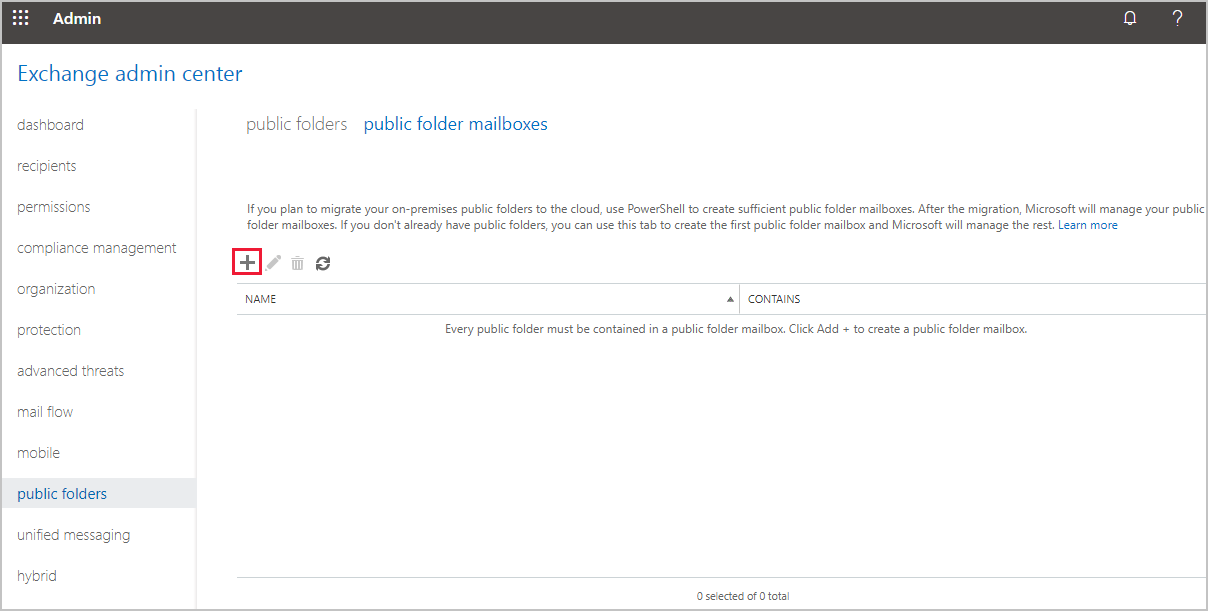 Admin
?
Exchange admin center
dashboard
recipients
permissions
compliance management
organization
protection
advanced threats
mail flow
mobile
public folders
unified messaging
hybrid
public folders public folder mailboxes
If you plan to migrate your on-premises public folders to the cloud, use PowerShell to create sufficient public folder mailboxes. After the migration, Microsoft will manage your public
folder mailboxes. If you don't already have public folders, you can use this tab to create the first public folder mailbox and Microsoft will manage the rest. Learn more
NAME CONTAINS
Every public folder must be contained in a public folder mailbox. Click Add + to create a public folder mailbox.
0 selected of 0 total